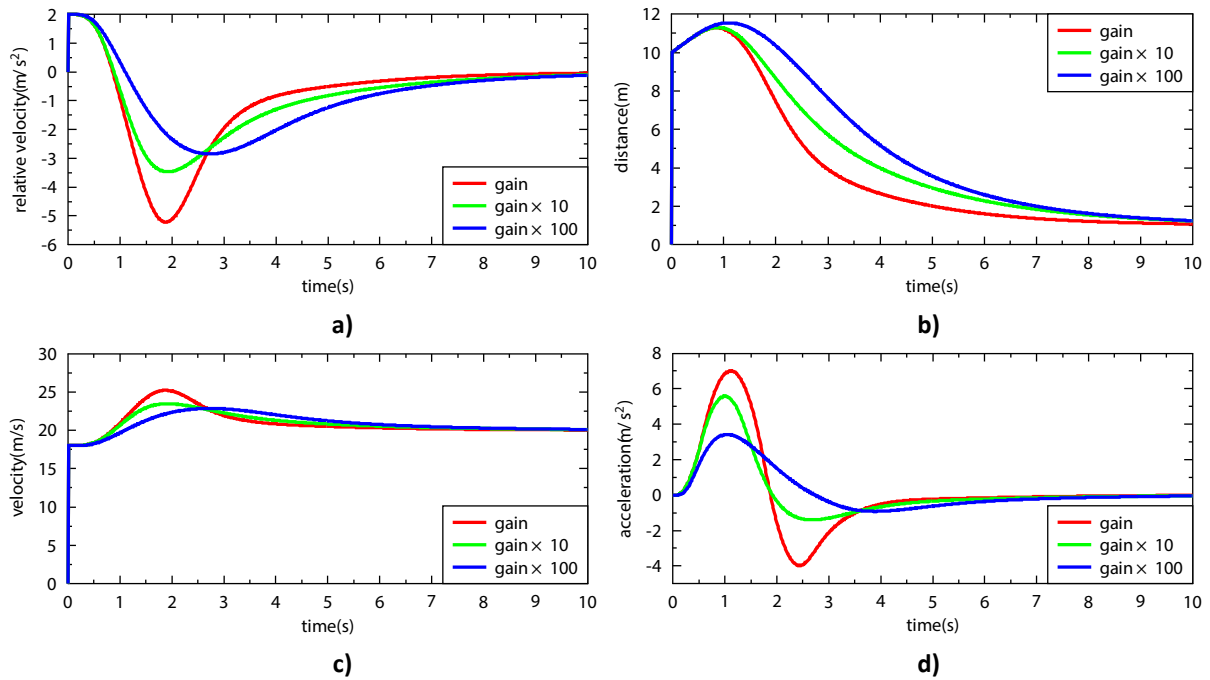 relative velocity(m/s²)
2
1
0
-1
-2
-3
-4
-5
-6
gain
gain × 10
gain × 100
0 1 2 3 4 5 6 7 8 9 10
time(s)
a)
distance(m)
12
10
8
6
4
2
0
gain
gain × 10
gain × 100
0 1 2 3 4 5 6 7 8 9 10
time(s)
b)
velocity(m/s)
30
25
20
15
10
5
0
gain
gain × 10
gain × 100
0 1 2 3 4 5 6 7 8 9 10
time(s)
c)
acceleration(m/s²)
8
6
4
2
0
-2
-4
gain
gain × 10
gain × 100
0 1 2 3 4 5 6 7 8 9 10
time(s)
d)